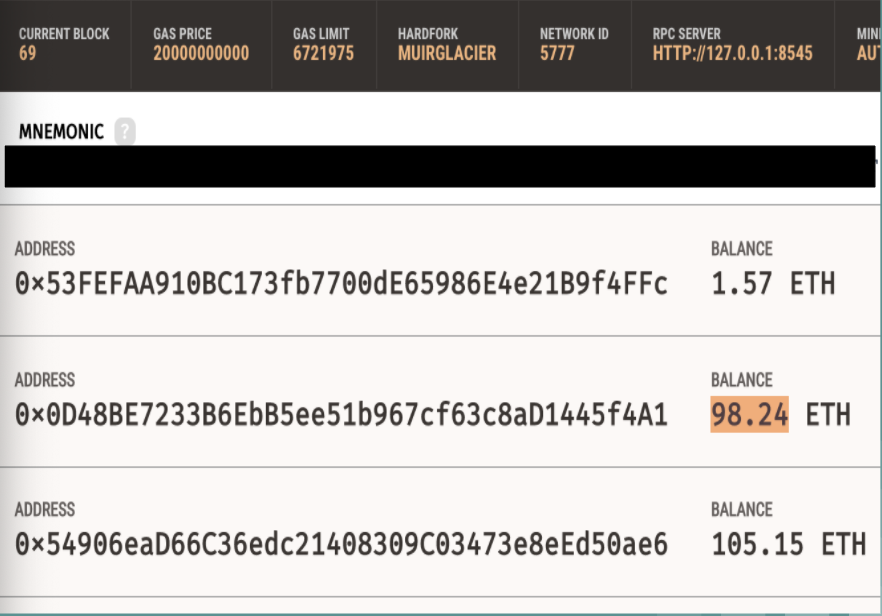 CURRENT BLOCK GAS PRICE GAS LIMIT HARDFORK NETWORK ID RPC SERVER
69 20000000000 6721975 MUIRGLACIER 5777 HTTP://127.0.0.1:8545
MNEMONIC ?
ADDRESS BALANCE
0×53FEFAA910BC173fb7700dE65986E4e21B9f4FFc 1.57 ETH
ADDRESS BALANCE
0×0D48BE7233B6EbB5ee51b967cf63c8aD1445f4A1 98.24 ETH
ADDRESS BALANCE
0×54906eaD66C36edc21408309C03473e8eEd50ae6 105.15 ETH